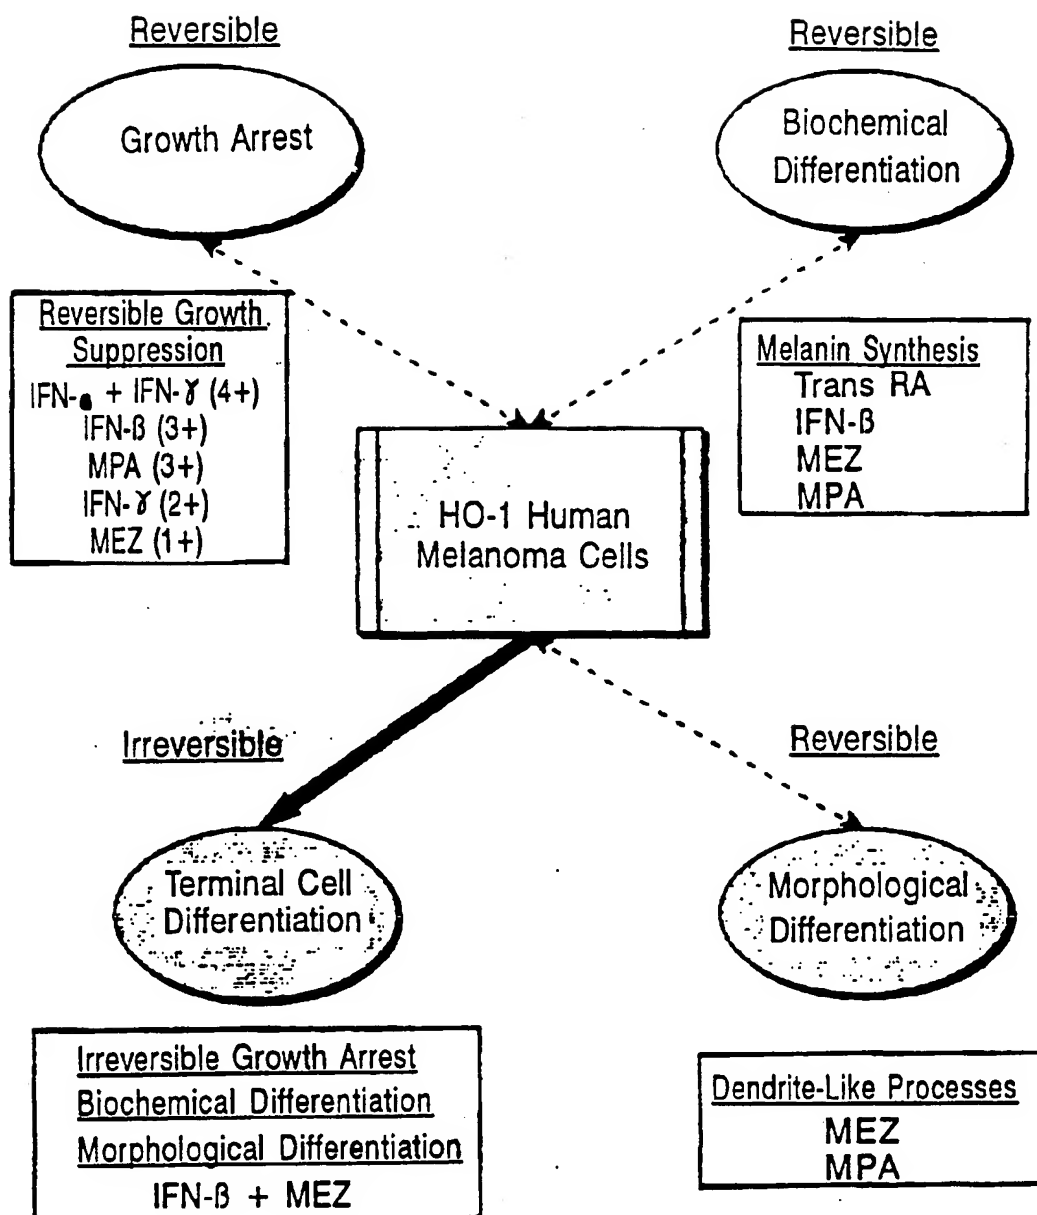 Reversible
Growth Arrest
Reversible
Biochemical
Differentiation
Reversible Growth
Suppression
IFN-α + IFN-γ (4+)
IFN-β (3+)
MPA (3+)
IFN-γ (2+)
MEZ (1+)
Melanin Synthesis
Trans RA
IFN-β
MEZ
MPA
HO-1 Human
Melanoma Cells
Irreversible
Reversible
Terminal Cell
Differentiation
Morphological
Differentiation
Irreversible Growth Arrest
Biochemical Differentiation
Morphological Differentiation
IFN-β + MEZ
Dendrite-Like Processes
MEZ
MPA